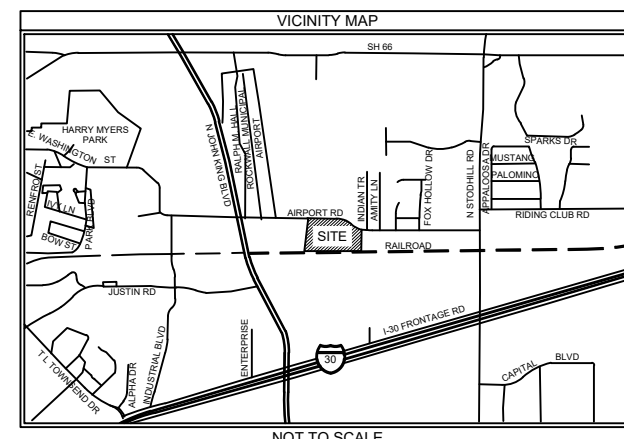 VICINITY MAP
SH 66
HARRY MYERS
PARK
E. WASHINGTON ST
RENFRO ST
IVY LN
BOW ST
PARK BLVD
N JOHN KING BLVD
RALPH M. HALL
ROCKWALL MUNICIPAL
AIRPORT
AIRPORT RD
SITE
INDIAN TR
AMITY LN
FOX HOLLOW DR
N STODHILL RD
APPALOOSA DR
SPARKS DR
MUSTANG
PALOMINO
RIDING CLUB RD
RAILROAD
JUSTIN RD
T L TOWNSEND DR
ALPHA DR
INDUSTRIAL BLVD
ENTERPRISE
I-30 FRONTAGE RD
30
CAPITAL BLVD
NOT TO SCALE